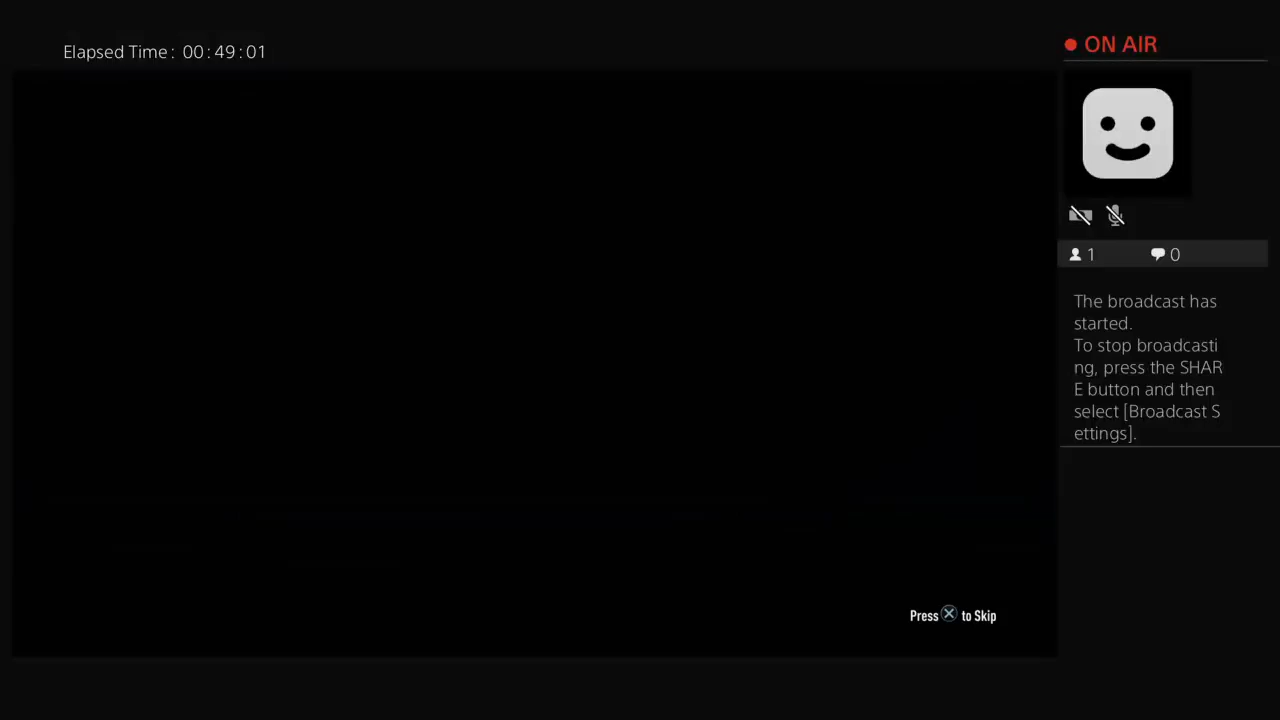 Elapsed Time: 00:49:01
ON AIR
1 0
The broadcast has
started.
To stop broadcasti
ng, press the SHAR
E button and then
select [Broadcast S
ettings].
Press to Skip